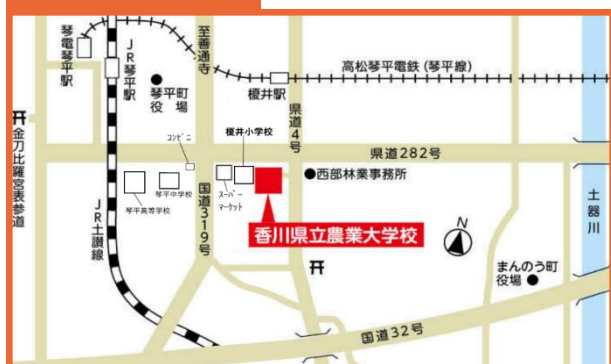 琴電琴平駅
JR琴平駅
琴平町
役場
至善通寺
榎井駅
高松琴平電鉄(琴平線)
県道4号
県道282号
コンビニ
榎井小学校
西部林業事務所
金刀比羅宮表参道
JR土讃線
琴平高等学校
琴平中学校
スーパー
マーケット
国道319号
香川県立農業大学校
N
土器川
まんのう町
役場
国道32号